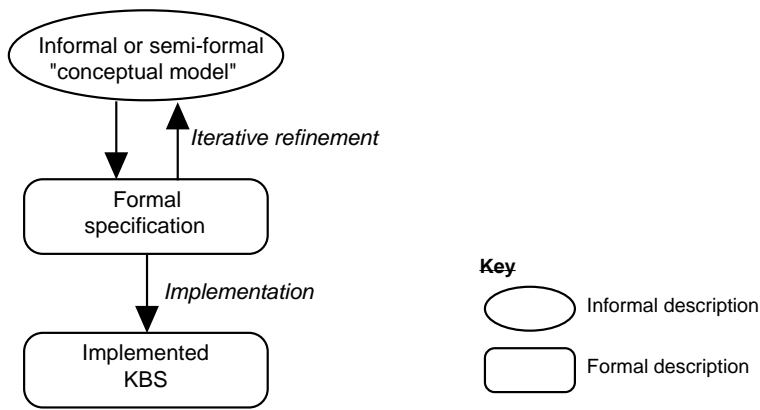 Informal or semi-formal
"conceptual model"
Iterative refinement
Formal
specification
Implementation
Implemented
KBS
Key
Informal description
Formal description